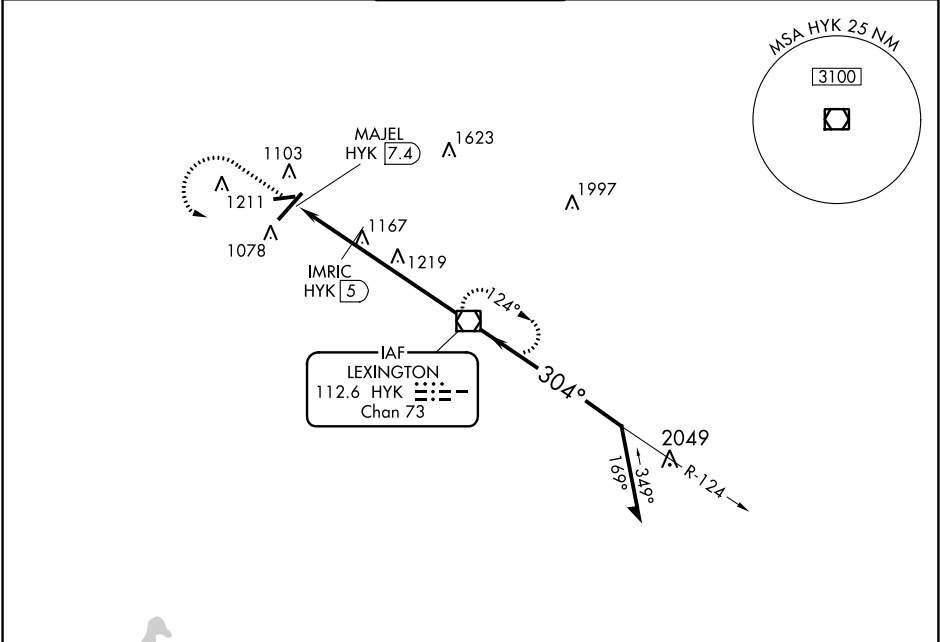 MSA HYK 25 NM
3100
MAJEL
HYK 7.4
1623
1103
1211
1997
1078
1167
1219
IMRIC
HYK 5
124°
IAF
LEXINGTON
112.6 HYK
Chan 73
304°
2049
R-124
169°
349°